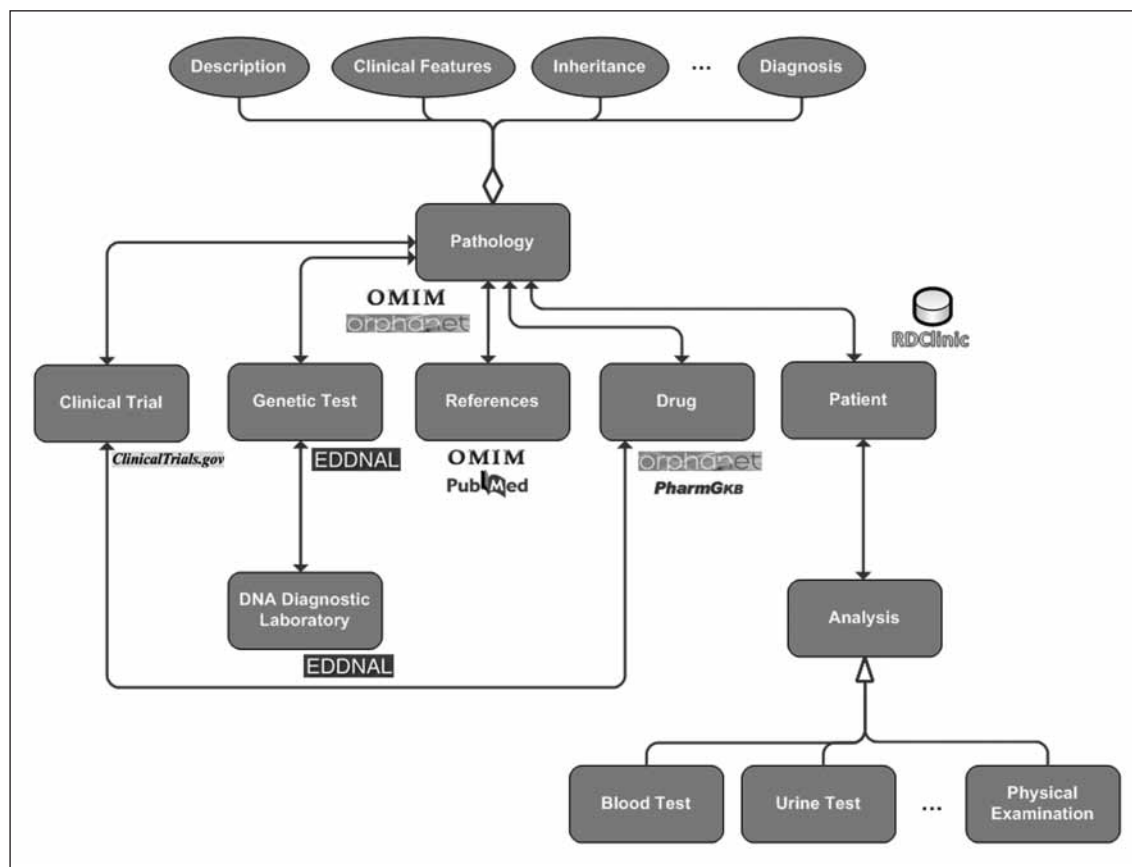 Description
Clinical Features
Inheritance
...
Diagnosis
Pathology
OMIM
orphanet
RDClinic
Clinical Trial
Genetic Test
References
Drug
Patient
ClinicalTrials.gov
EDDNAL
OMIM
PubMed
orphanet
PharmGKB
DNA Diagnostic
Laboratory
EDDNAL
Analysis
Blood Test
Urine Test
...
Physical
Examination